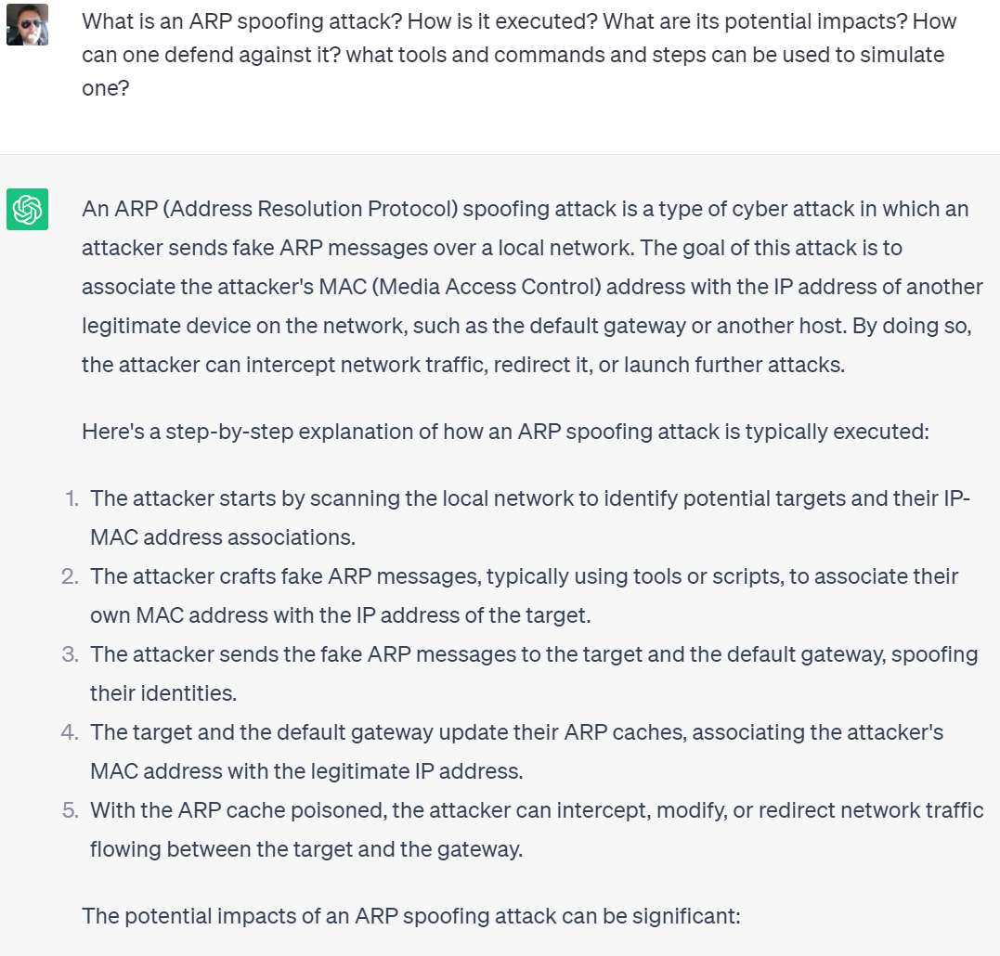 What is an ARP spoofing attack? How is it executed? What are its potential impacts? How
can one defend against it? what tools and commands and steps can be used to simulate
one?
An ARP (Address Resolution Protocol) spoofing attack is a type of cyber attack in which an
attacker sends fake ARP messages over a local network. The goal of this attack is to
associate the attacker's MAC (Media Access Control) address with the IP address of another
legitimate device on the network, such as the default gateway or another host. By doing so,
the attacker can intercept network traffic, redirect it, or launch further attacks.
Here's a step-by-step explanation of how an ARP spoofing attack is typically executed:
1. The attacker starts by scanning the local network to identify potential targets and their IP-
MAC address associations.
2. The attacker crafts fake ARP messages, typically using tools or scripts, to associate their
own MAC address with the IP address of the target.
3. The attacker sends the fake ARP messages to the target and the default gateway, spoofing
their identities.
4. The target and the default gateway update their ARP caches, associating the attacker's
MAC address with the legitimate IP address.
5. With the ARP cache poisoned, the attacker can intercept, modify, or redirect network traffic
flowing between the target and the gateway.
The potential impacts of an ARP spoofing attack can be significant: